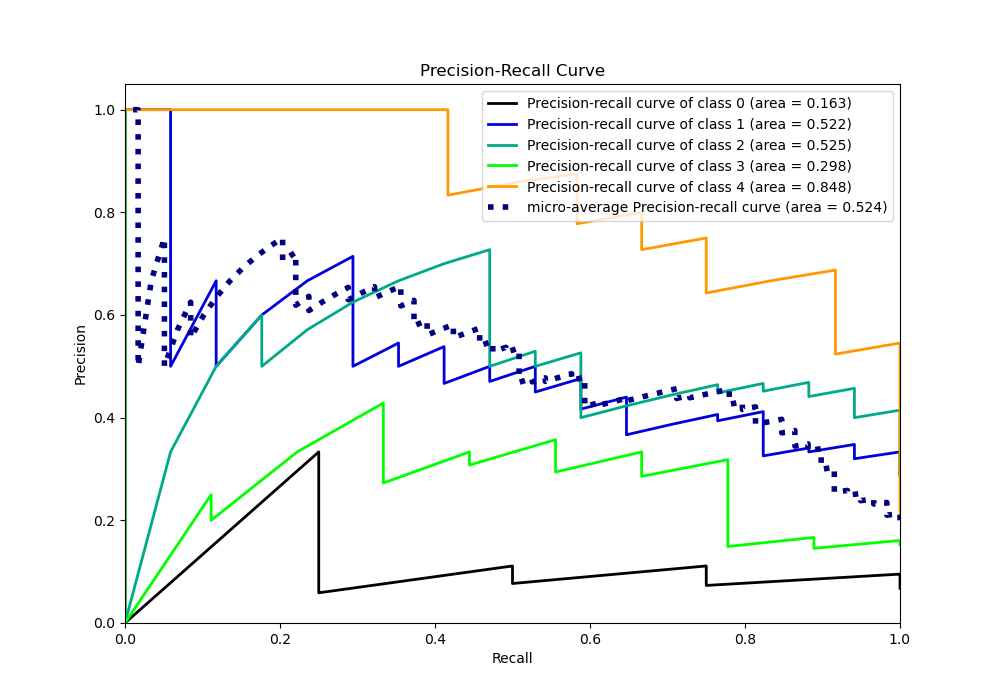 Precision-Recall Curve
Precision-recall curve of class 0 (area = 0.163)
Precision-recall curve of class 1 (area = 0.522)
Precision-recall curve of class 2 (area = 0.525)
Precision-recall curve of class 3 (area = 0.298)
Precision-recall curve of class 4 (area = 0.848)
micro-average Precision-recall curve (area = 0.524)
Precision
1.0
0.8
0.6
0.4
0.2
0.0
0.0 0.2 0.4 0.6 0.8 1.0
Recall